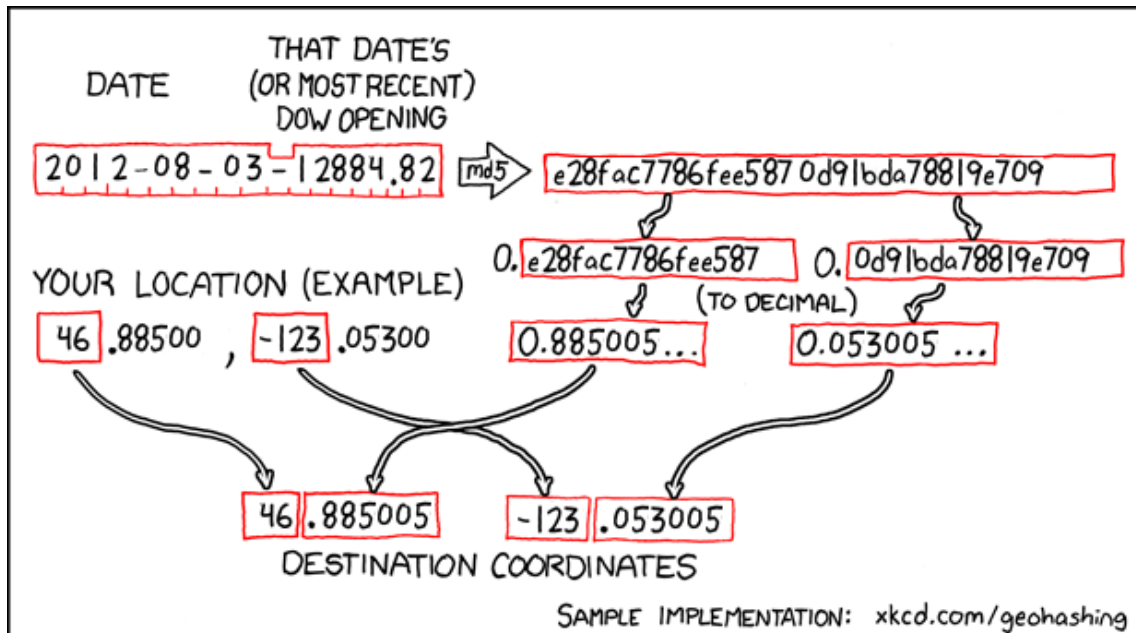 DATE
THAT DATE'S
(OR MOST RECENT)
DOW OPENING
2012-08-03-12884.82
md5
e28fac7786fee5870d91bda78819e709
0.e28fac7786fee587
0.0d91bda78819e709
(TO DECIMAL)
YOUR LOCATION (EXAMPLE)
46.88500, -123.05300
0.885005...
0.053005 ...
46.885005
-123.053005
DESTINATION COORDINATES
SAMPLE IMPLEMENTATION: xkcd.com/geohashing